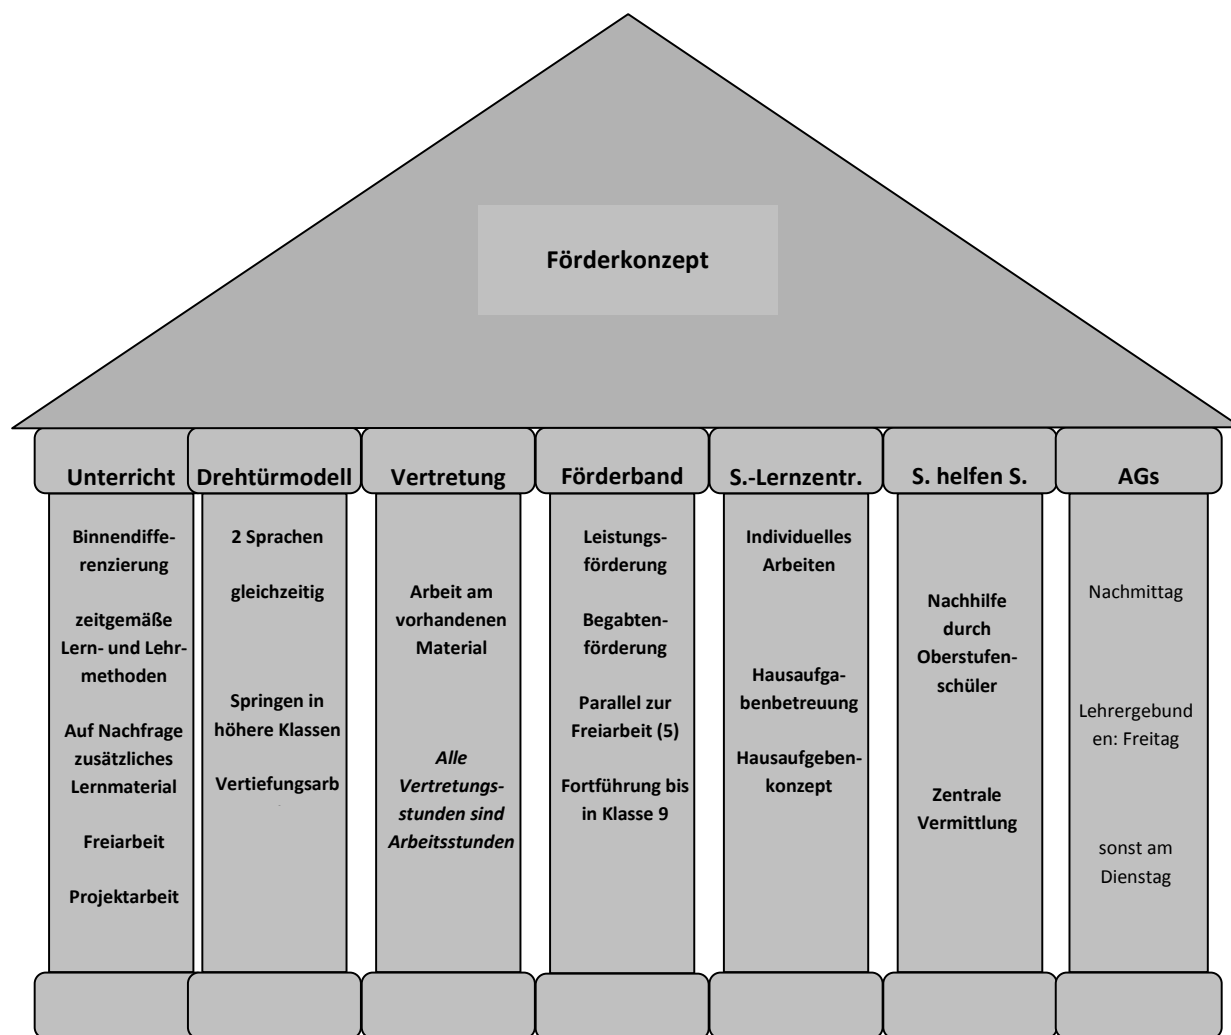 Förderkonzept
Unterricht
Drehtürmodell
Vertretung
Förderband
S.-Lernzentr.
S. helfen S.
AGs
Binnendiffe-
renzierung
zeitgemäße
Lern- und Lehr-
methoden
Auf Nachfrage
zusätzliches
Lernmaterial
Freiarbeit
Projektarbeit
2 Sprachen
gleichzeitig
Springen in
höhere Klassen
Vertiefungsarb
Arbeit am
vorhandenen
Material
Alle
Vertretungs-
stunden sind
Arbeitsstunden
Leistungs-
förderung
Begabten-
förderung
Parallel zur
Freiarbeit (5)
Fortführung bis
in Klasse 9
Individuelles
Arbeiten
Hausaufga-
benbetreuung
Hausaufgeben-
konzept
Nachhilfe
durch
Oberstufen-
schüler
Zentrale
Vermittlung
Nachmittag
Lehrergebund
en: Freitag
sonst am
Dienstag